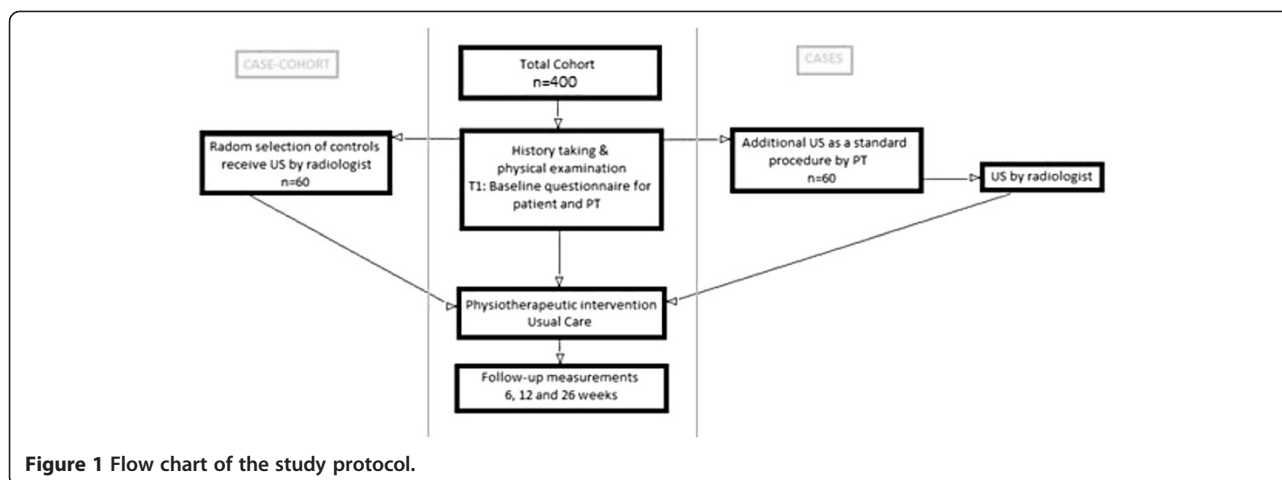 CASE-COHORT
Total Cohort
n=400
CASES
Radom selection of controls
receive US by radiologist
n=60
History taking &
physical examination
T1: Baseline questionnaire for
patient and PT
Additional US as a standard
procedure by PT
n=60
US by radiologist
Physiotherapeutic intervention
Usual Care
Follow-up measurements
6, 12 and 26 weeks
Figure 1 Flow chart of the study protocol.